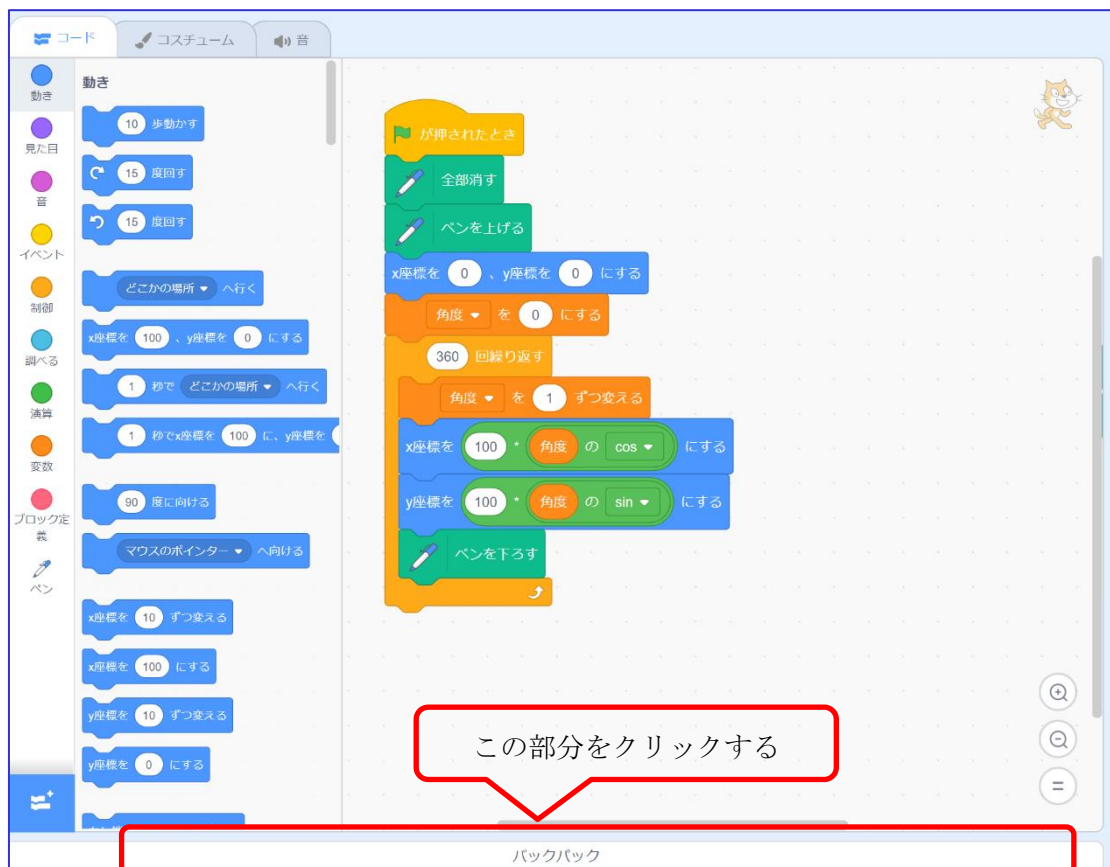 コード
コスチューム
音
動き
見た目
音
イベント
制御
調べる
演算
変数
ブロック定
義
ペン
動き
10 歩動かす
15 度回す
15 度回す
どこかの場所 へ行く
x座標を 100 、y座標を 0 にする
1 秒で どこかの場所 へ行く
1 秒でx座標を 100 に、y座標を
90 度に向ける
マウスのポインター へ向ける
x座標を 10 ずつ変える
x座標を 100 にする
y座標を 10 ずつ変える
y座標を 0 にする
が押されたとき
全部消す
ペンを上げる
x座標を 0 、y座標を 0 にする
角度 を 0 にする
360 回繰り返す
角度 を 1 ずつ変える
x座標を 100 * 角度 の cos にする
y座標を 100 * 角度 の sin にする
ペンを下ろす
この部分をクリックする
バックパック